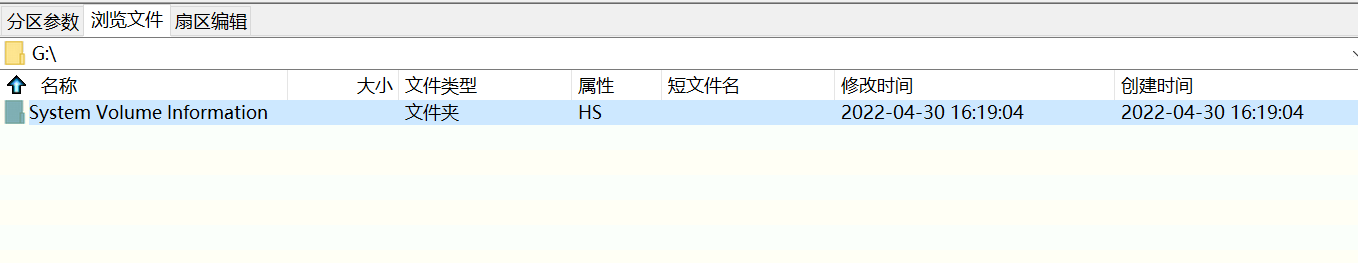 分区参数 浏览文件 扇区编辑
G:\
名称 大小 文件类型 属性 短文件名 修改时间 创建时间
System Volume Information 文件夹 HS 2022-04-30 16:19:04 2022-04-30 16:19:04